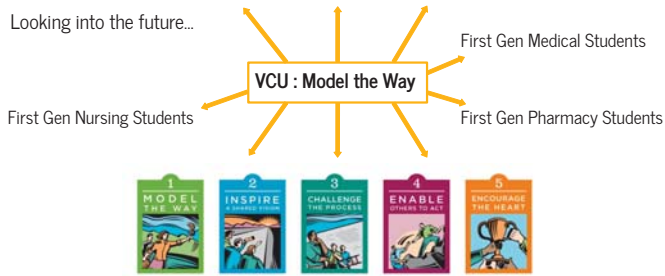 Looking into the future...
First Gen Medical Students
VCU : Model the Way
First Gen Nursing Students
First Gen Pharmacy Students
1
MODEL
THE WAY
2
INSPIRE
A SHARED VISION
3
CHALLENGE
THE PROCESS
4
ENABLE
OTHERS TO ACT
5
ENCOURAGE
THE HEART